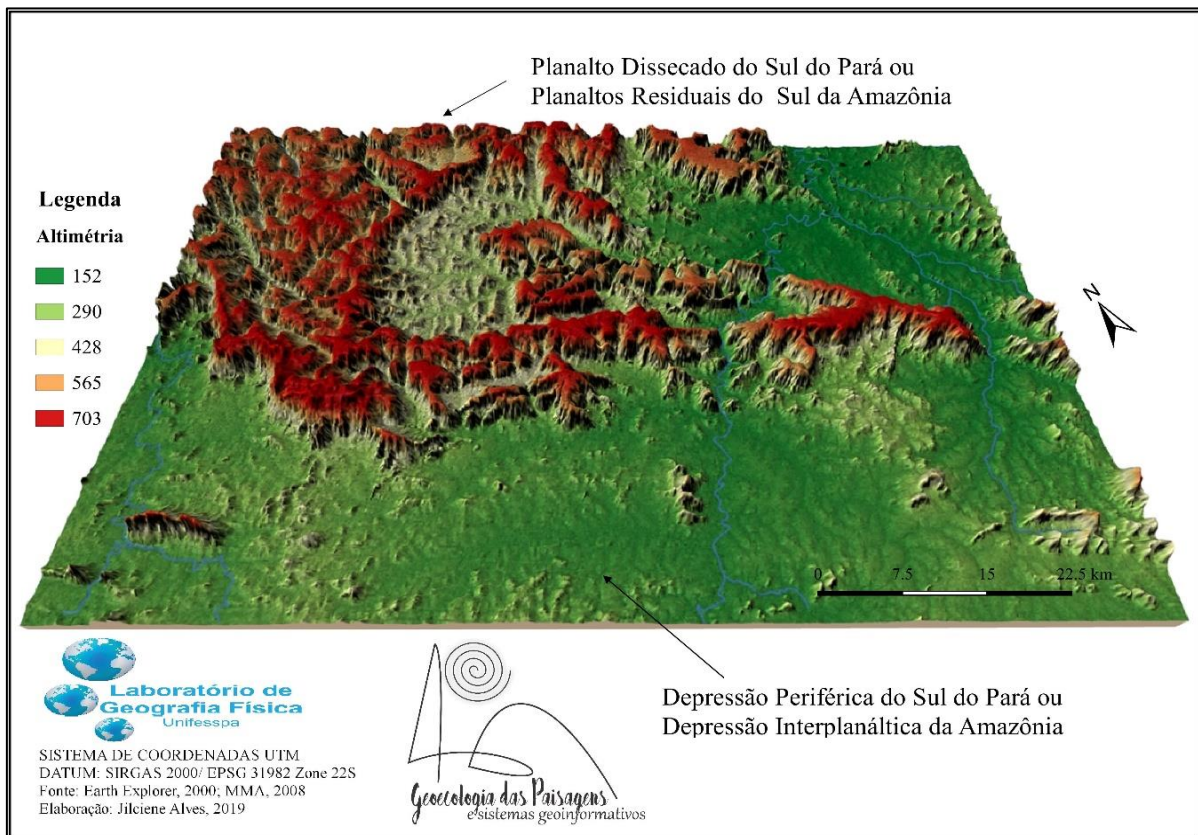 Planalto Dissecado do Sul do Pará ou
Planaltos Residuais do Sul da Amazônia
Legenda
Altimétria
152
290
428
565
703
N
0 7.5 15 22.5 km
Depressão Periférica do Sul do Pará ou
Depressão Interplanáltica da Amazônia
Laboratório de
Geografia Física
Unifesspa
SISTEMA DE COORDENADAS UTM
DATUM: SIRGAS 2000/ EPSG 31982 Zone 22S
Fonte: Earth Explorer, 2000; MMA, 2008
Elaboração: Jilciene Alves, 2019
Geoecologia das Paisagens
e sistemas geoinformativos